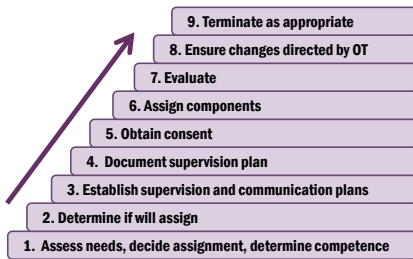 9. Terminate as appropriate
8. Ensure changes directed by OT
7. Evaluate
6. Assign components
5. Obtain consent
4. Document supervision plan
3. Establish supervision and communication plans
2. Determine if will assign
1. Assess needs, decide assignment, determine competence